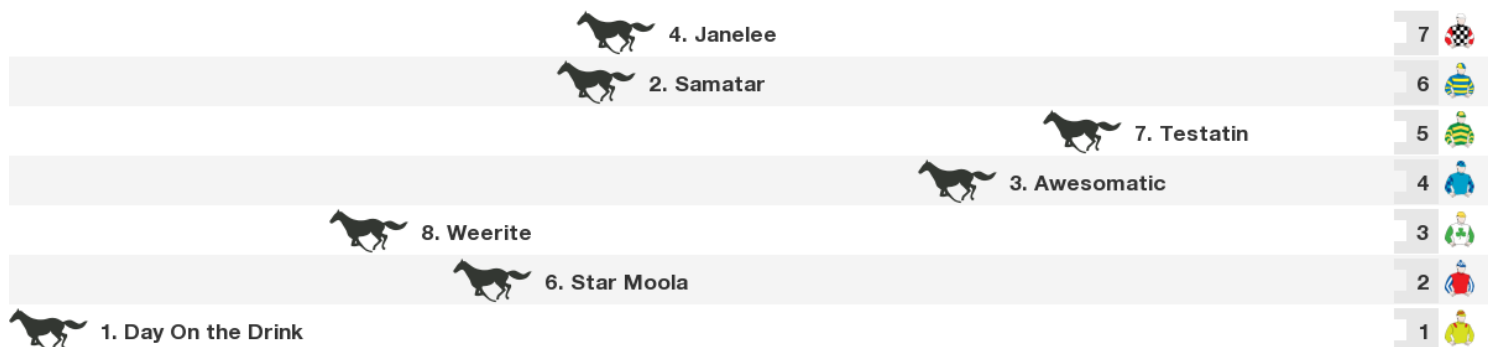 4. Janelee 7
2. Samatar 6
7. Testatin 5
3. Awesomatic 4
8. Weerite 3
6. Star Moola 2
1. Day On the Drink 1